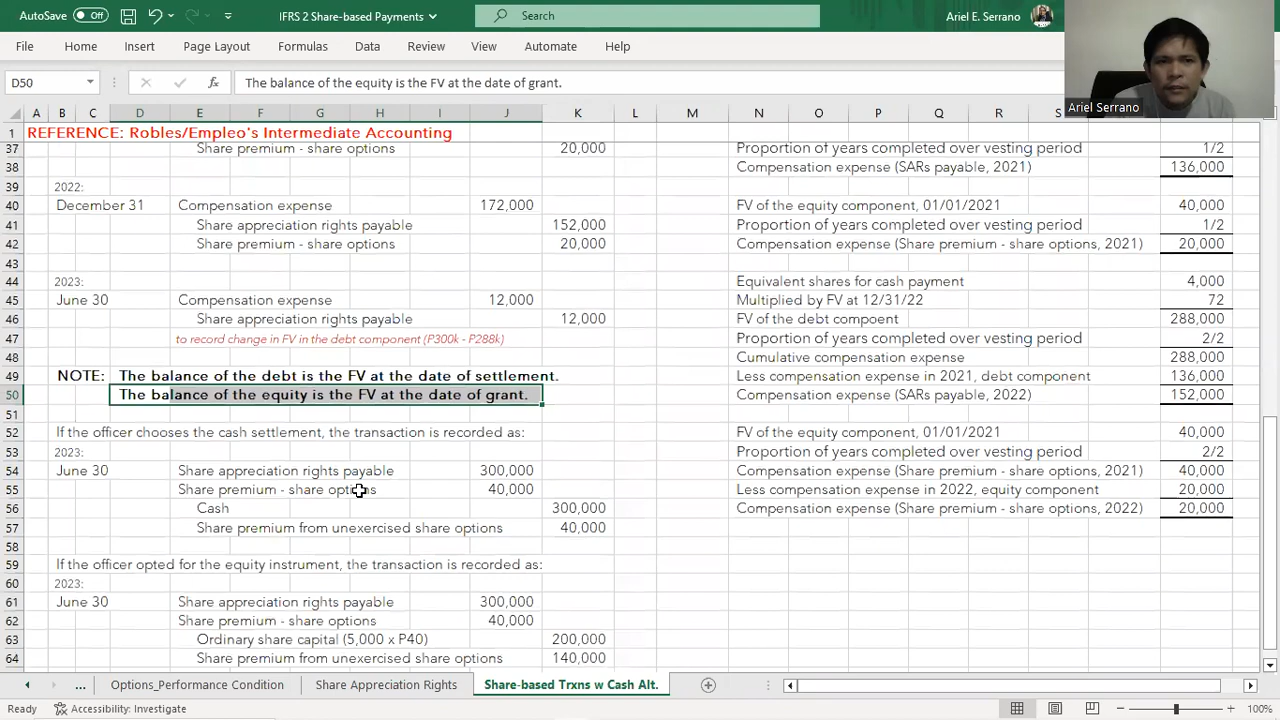 AutoSave Off IFRS 2 Share-based Payments Search Ariel E. Serrano
File Home Insert Page Layout Formulas Data Review View Automate Help
D50 fx The balance of the equity is the FV at the date of grant.
Ariel Serrano
A B C D E F G H I J K L M N O P Q R S
1 REFERENCE: Robles/Empleo's Intermediate Accounting
37 Share premium - share options 20,000 Proportion of years completed over vesting period 1/2
38 Compensation expense (SARs payable, 2021) 136,000
39 2022:
40 December 31 Compensation expense 172,000 FV of the equity component, 01/01/2021 40,000
41 Share appreciation rights payable 152,000 Proportion of years completed over vesting period 1/2
42 Share premium - share options 20,000 Compensation expense (Share premium - share options, 2021) 20,000
43
44 2023: Equivalent shares for cash payment 4,000
45 June 30 Compensation expense 12,000 Multiplied by FV at 12/31/22 72
46 Share appreciation rights payable 12,000 FV of the debt compoent 288,000
47 to record change in FV in the debt component (P300k - P288k) Proportion of years completed over vesting period 2/2
48 Cumulative compensation expense 288,000
49 NOTE: The balance of the debt is the FV at the date of settlement. Less compensation expense in 2021, debt component 136,000
50 The balance of the equity is the FV at the date of grant. Compensation expense (SARs payable, 2022) 152,000
51
52 If the officer chooses the cash settlement, the transaction is recorded as: FV of the equity component, 01/01/2021 40,000
53 2023: Proportion of years completed over vesting period 2/2
54 June 30 Share appreciation rights payable 300,000 Compensation expense (Share premium - share options, 2021) 40,000
55 Share premium - share options 40,000 Less compensation expense in 2022, equity component 20,000
56 Cash 300,000 Compensation expense (Share premium - share options, 2022) 20,000
57 Share premium from unexercised share options 40,000
58
59 If the officer opted for the equity instrument, the transaction is recorded as:
60 2023:
61 June 30 Share appreciation rights payable 300,000
62 Share premium - share options 40,000
63 Ordinary share capital (5,000 x P40) 200,000
64 Share premium from unexercised share options 140,000
... Options_Performance Condition Share Appreciation Rights Share-based Trxns w Cash Alt.
Ready Accessibility: Investigate 100%